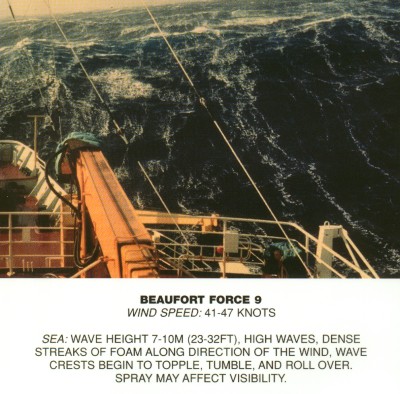 BEAUFORT FORCE 9
WIND SPEED: 41-47 KNOTS
SEA: WAVE HEIGHT 7-10M (23-32FT), HIGH WAVES, DENSE
STREAKS OF FOAM ALONG DIRECTION OF THE WIND, WAVE
CRESTS BEGIN TO TOPPLE, TUMBLE, AND ROLL OVER.
SPRAY MAY AFFECT VISIBILITY.